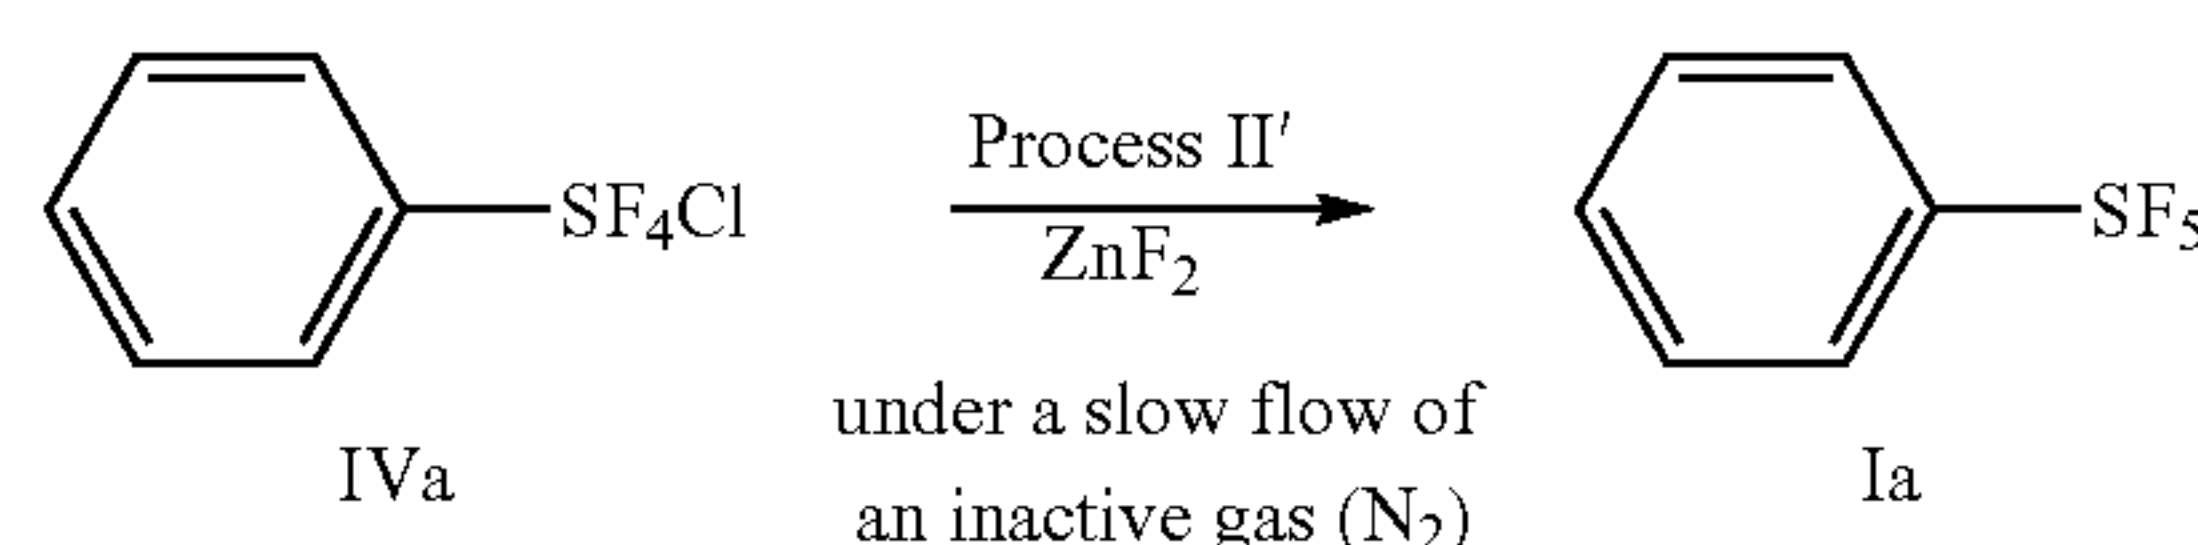 Process II′
SF₄Cl
ZnF₂
SF₅
under a slow flow of
IVa
Ia
an inactive gas (N₂)